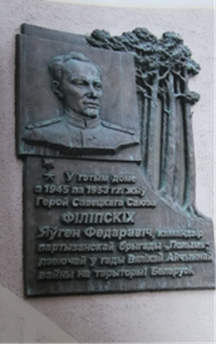 У гэтым доме
з 1945 па 1953 г.г. жыў
Герой Савецкага Саюза
ФІЛІПСКІХ
Яўген Федаравіч, камандзір
партызанскай брыгады „Полымя”,
дзеючай у гады Вялікай Айчыннай
вайны на тэрыторыі Беларусі.